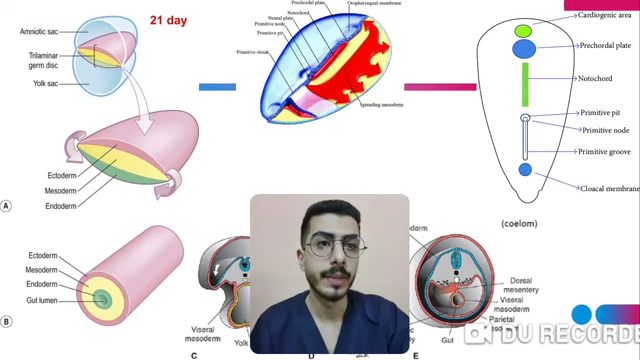 21 day
Amniotic sac
Trilaminar
germ disc
Yolk sac
Ectoderm
Mesoderm
Endoderm
A
Ectoderm
Mesoderm
Endoderm
Gut lumen
B
Prechordal plate
Oropharyngeal membrane
Notochord
Neural plate
Primitive node
Primitive pit
Primitive streak
Spreading mesoderm
Cardiogenic area
Prechordal plate
Notochord
Primitive pit
Primitive node
Primitive groove
Cloacal membrane
(coelom)
Viseral
mesoderm
Yolk
C
D
Dorsal
mesentery
Viseral
mesoderm
Parietal
Gut
E
DU RECORDE